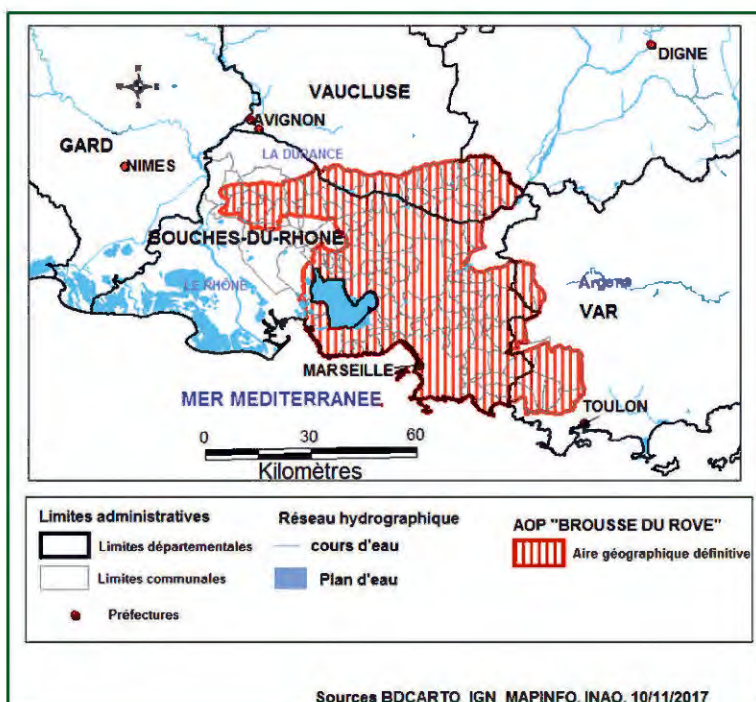 DIGNE
VAUCLUSE
AVIGNON
GARD
LA DURANCE
NIMES
BOUCHES-DU-RHONE
LE RHÔNE
Argens
VAR
MARSEILLE
MER MEDITERRANEE
TOULON
0 30 60
Kilomètres
Limites administratives
Limites départementales
Limites communales
Préfectures
Réseau hydrographique
cours d'eau
Plan d'eau
AOP "BROUSSE DU ROVE"
Aire géographique définitive
Sources BDCARTO IGN, MAPINFO, INAO, 10/11/2017